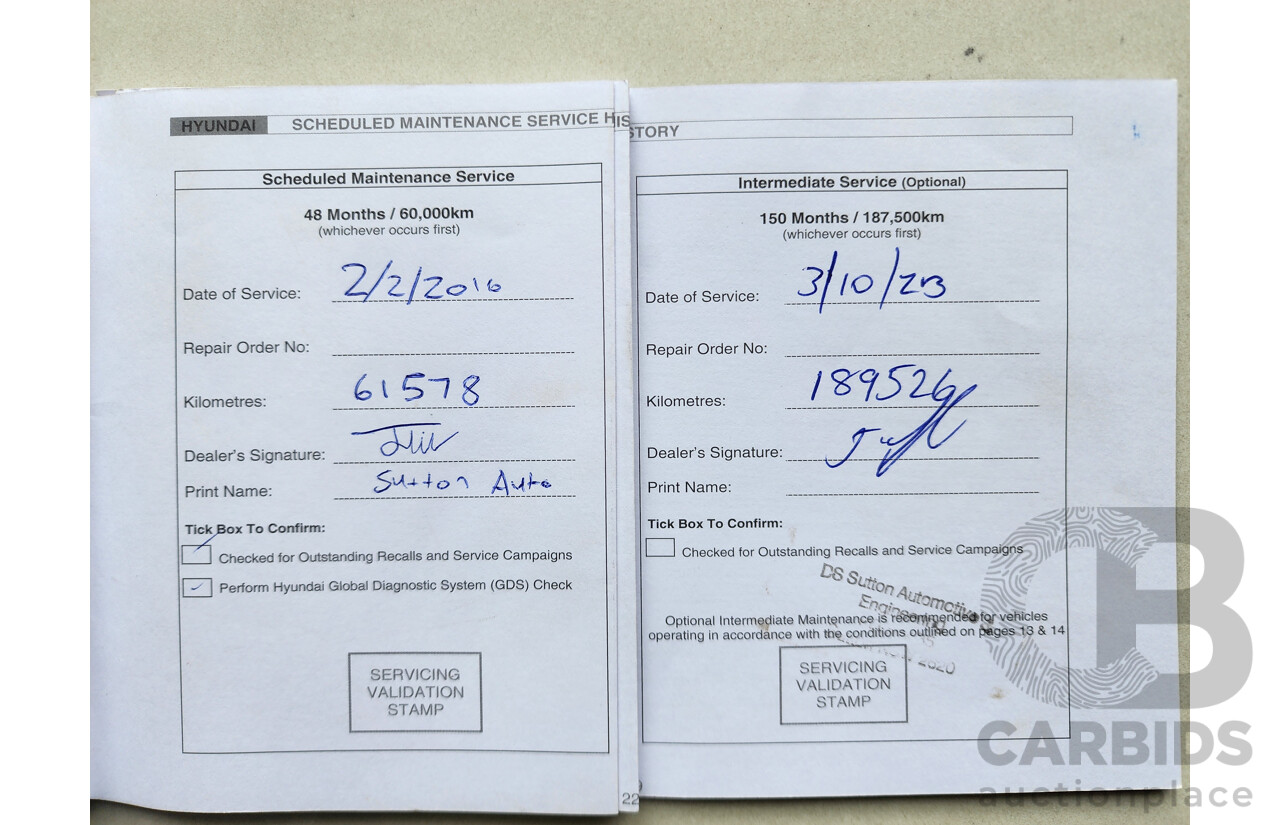 HYUNDAI SCHEDULED MAINTENANCE SERVICE HIS
STORY
Scheduled Maintenance Service
48 Months / 60,000km
(whichever occurs first)
Date of Service: 2/2/2016
Repair Order No:
Kilometres: 61578
Dealer's Signature:
Print Name: Sutton Auto
Tick Box To Confirm:
Checked for Outstanding Recalls and Service Campaigns
Perform Hyundai Global Diagnostic System (GDS) Check
SERVICING
VALIDATION
STAMP
Intermediate Service (Optional)
150 Months / 187,500km
(whichever occurs first)
Date of Service: 3/10/23
Repair Order No:
Kilometres: 189526
Dealer's Signature:
Print Name:
Tick Box To Confirm:
Checked for Outstanding Recalls and Service Campaigns
DS Sutton Automotive
Engineering
Optional Intermediate Maintenance is recommended for vehicles
operating in accordance with the conditions outlined on pages 13 & 14
2020
SERVICING
VALIDATION
STAMP
22
CARBIDS
auctionplace